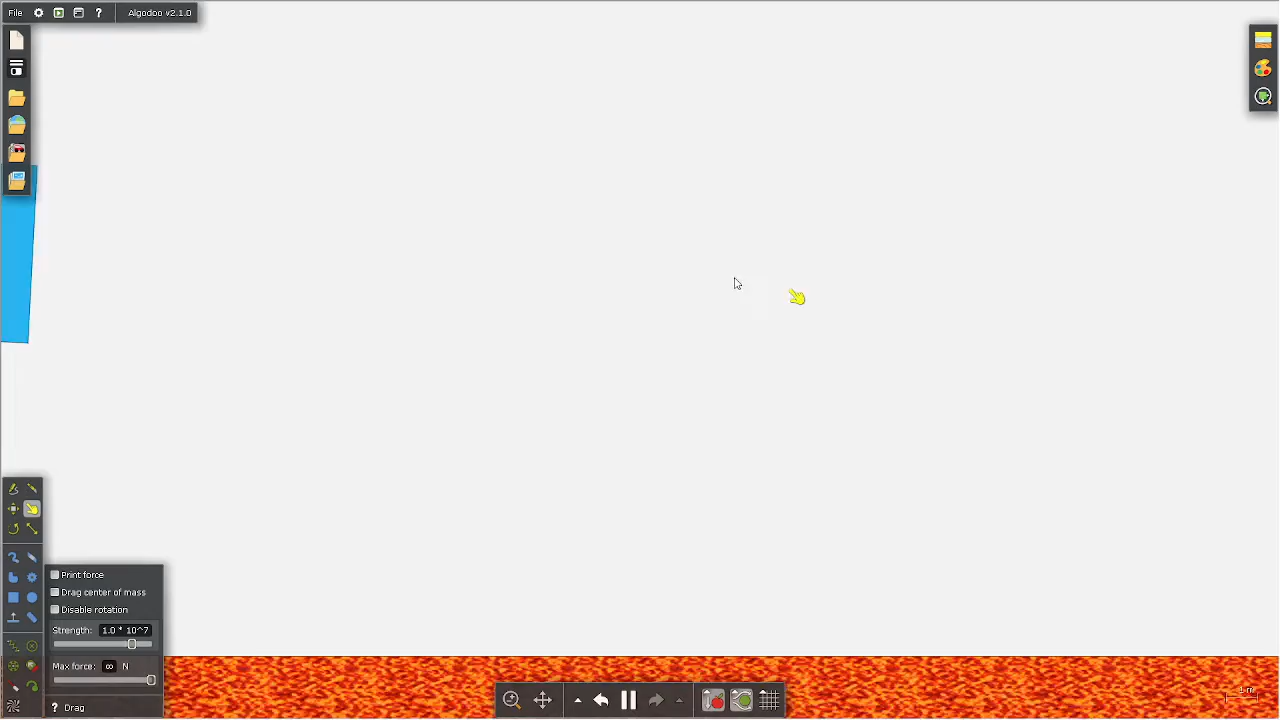 File ? Algodoo v2.1.0
Print force
Drag center of mass
Disable rotation
Strength: 1.0 * 10^7
Max force: ∞ N
? Drag
1 m